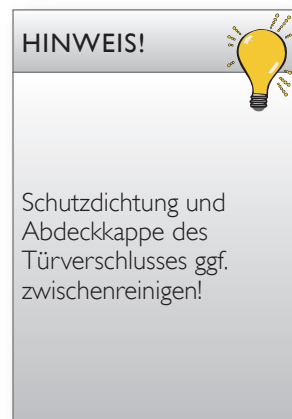 HINWEIS!
Schutzdichtung und
Abdeckkappe des
Türverschlusses ggf.
zwischenreinigen!